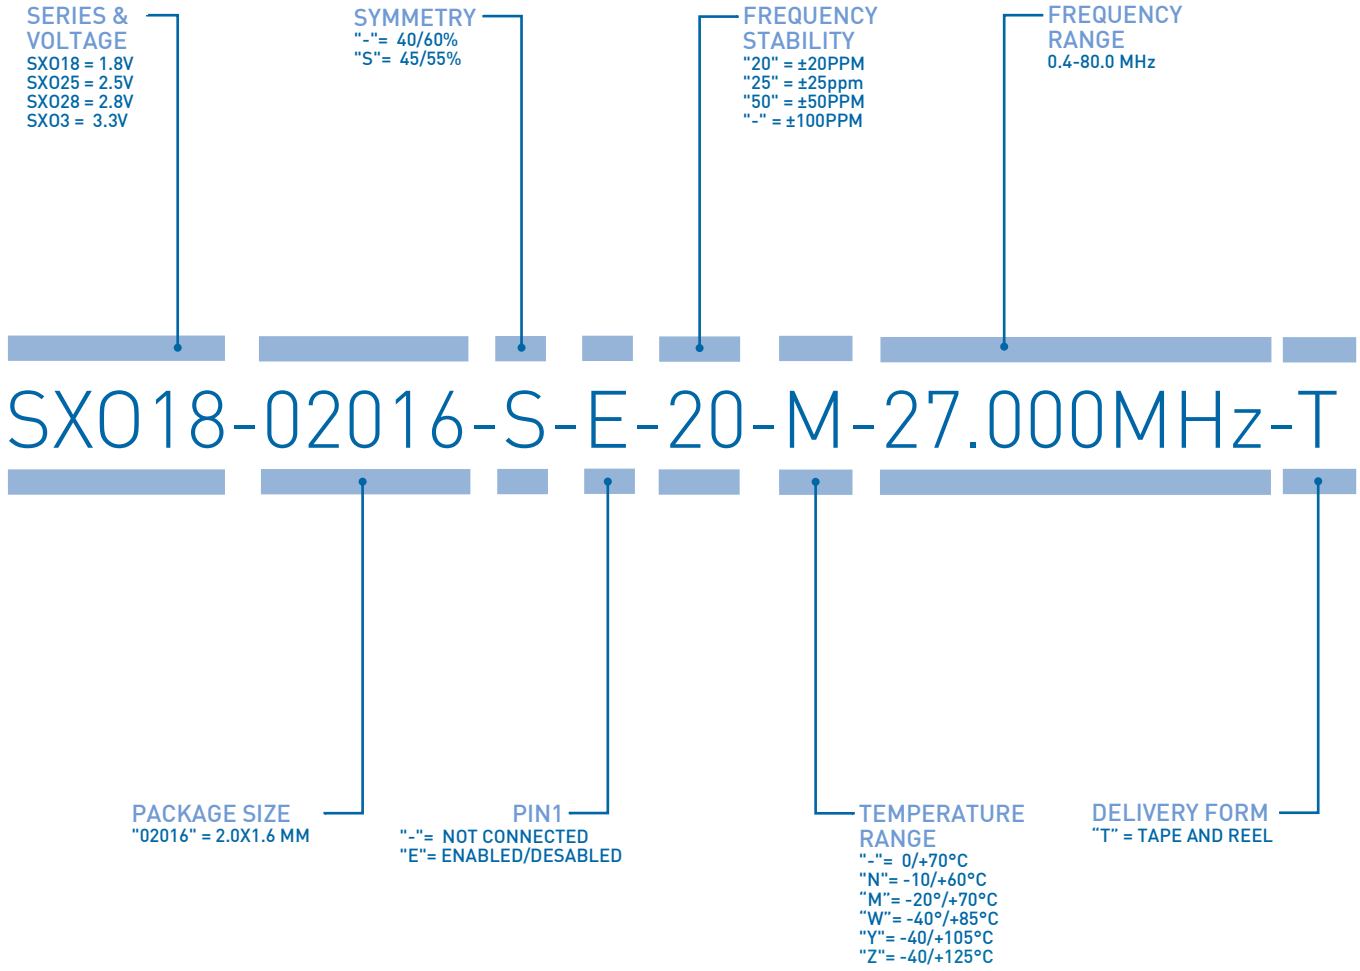 SERIES &
VOLTAGE
SXO18 = 1.8V
SXO25 = 2.5V
SXO28 = 2.8V
SXO3 = 3.3V
SYMMETRY
"-"= 40/60%
"S"= 45/55%
FREQUENCY
STABILITY
"20" = ±20PPM
"25" = ±25ppm
"50" = ±50PPM
"-" = ±100PPM
FREQUENCY
RANGE
0.4-80.0 MHz
SXO18-02016-S-E-20-M-27.000MHz-T
PACKAGE SIZE
"02016" = 2.0X1.6 MM
PIN1
"-"= NOT CONNECTED
"E"= ENABLED/DESABLED
TEMPERATURE
RANGE
"-"= 0/+70°C
"N"= -10/+60°C
“M”= -20°/+70°C
“W”= -40°/+85°C
"Y"= -40/+105°C
"Z"= -40/+125°C
DELIVERY FORM
“T” = TAPE AND REEL